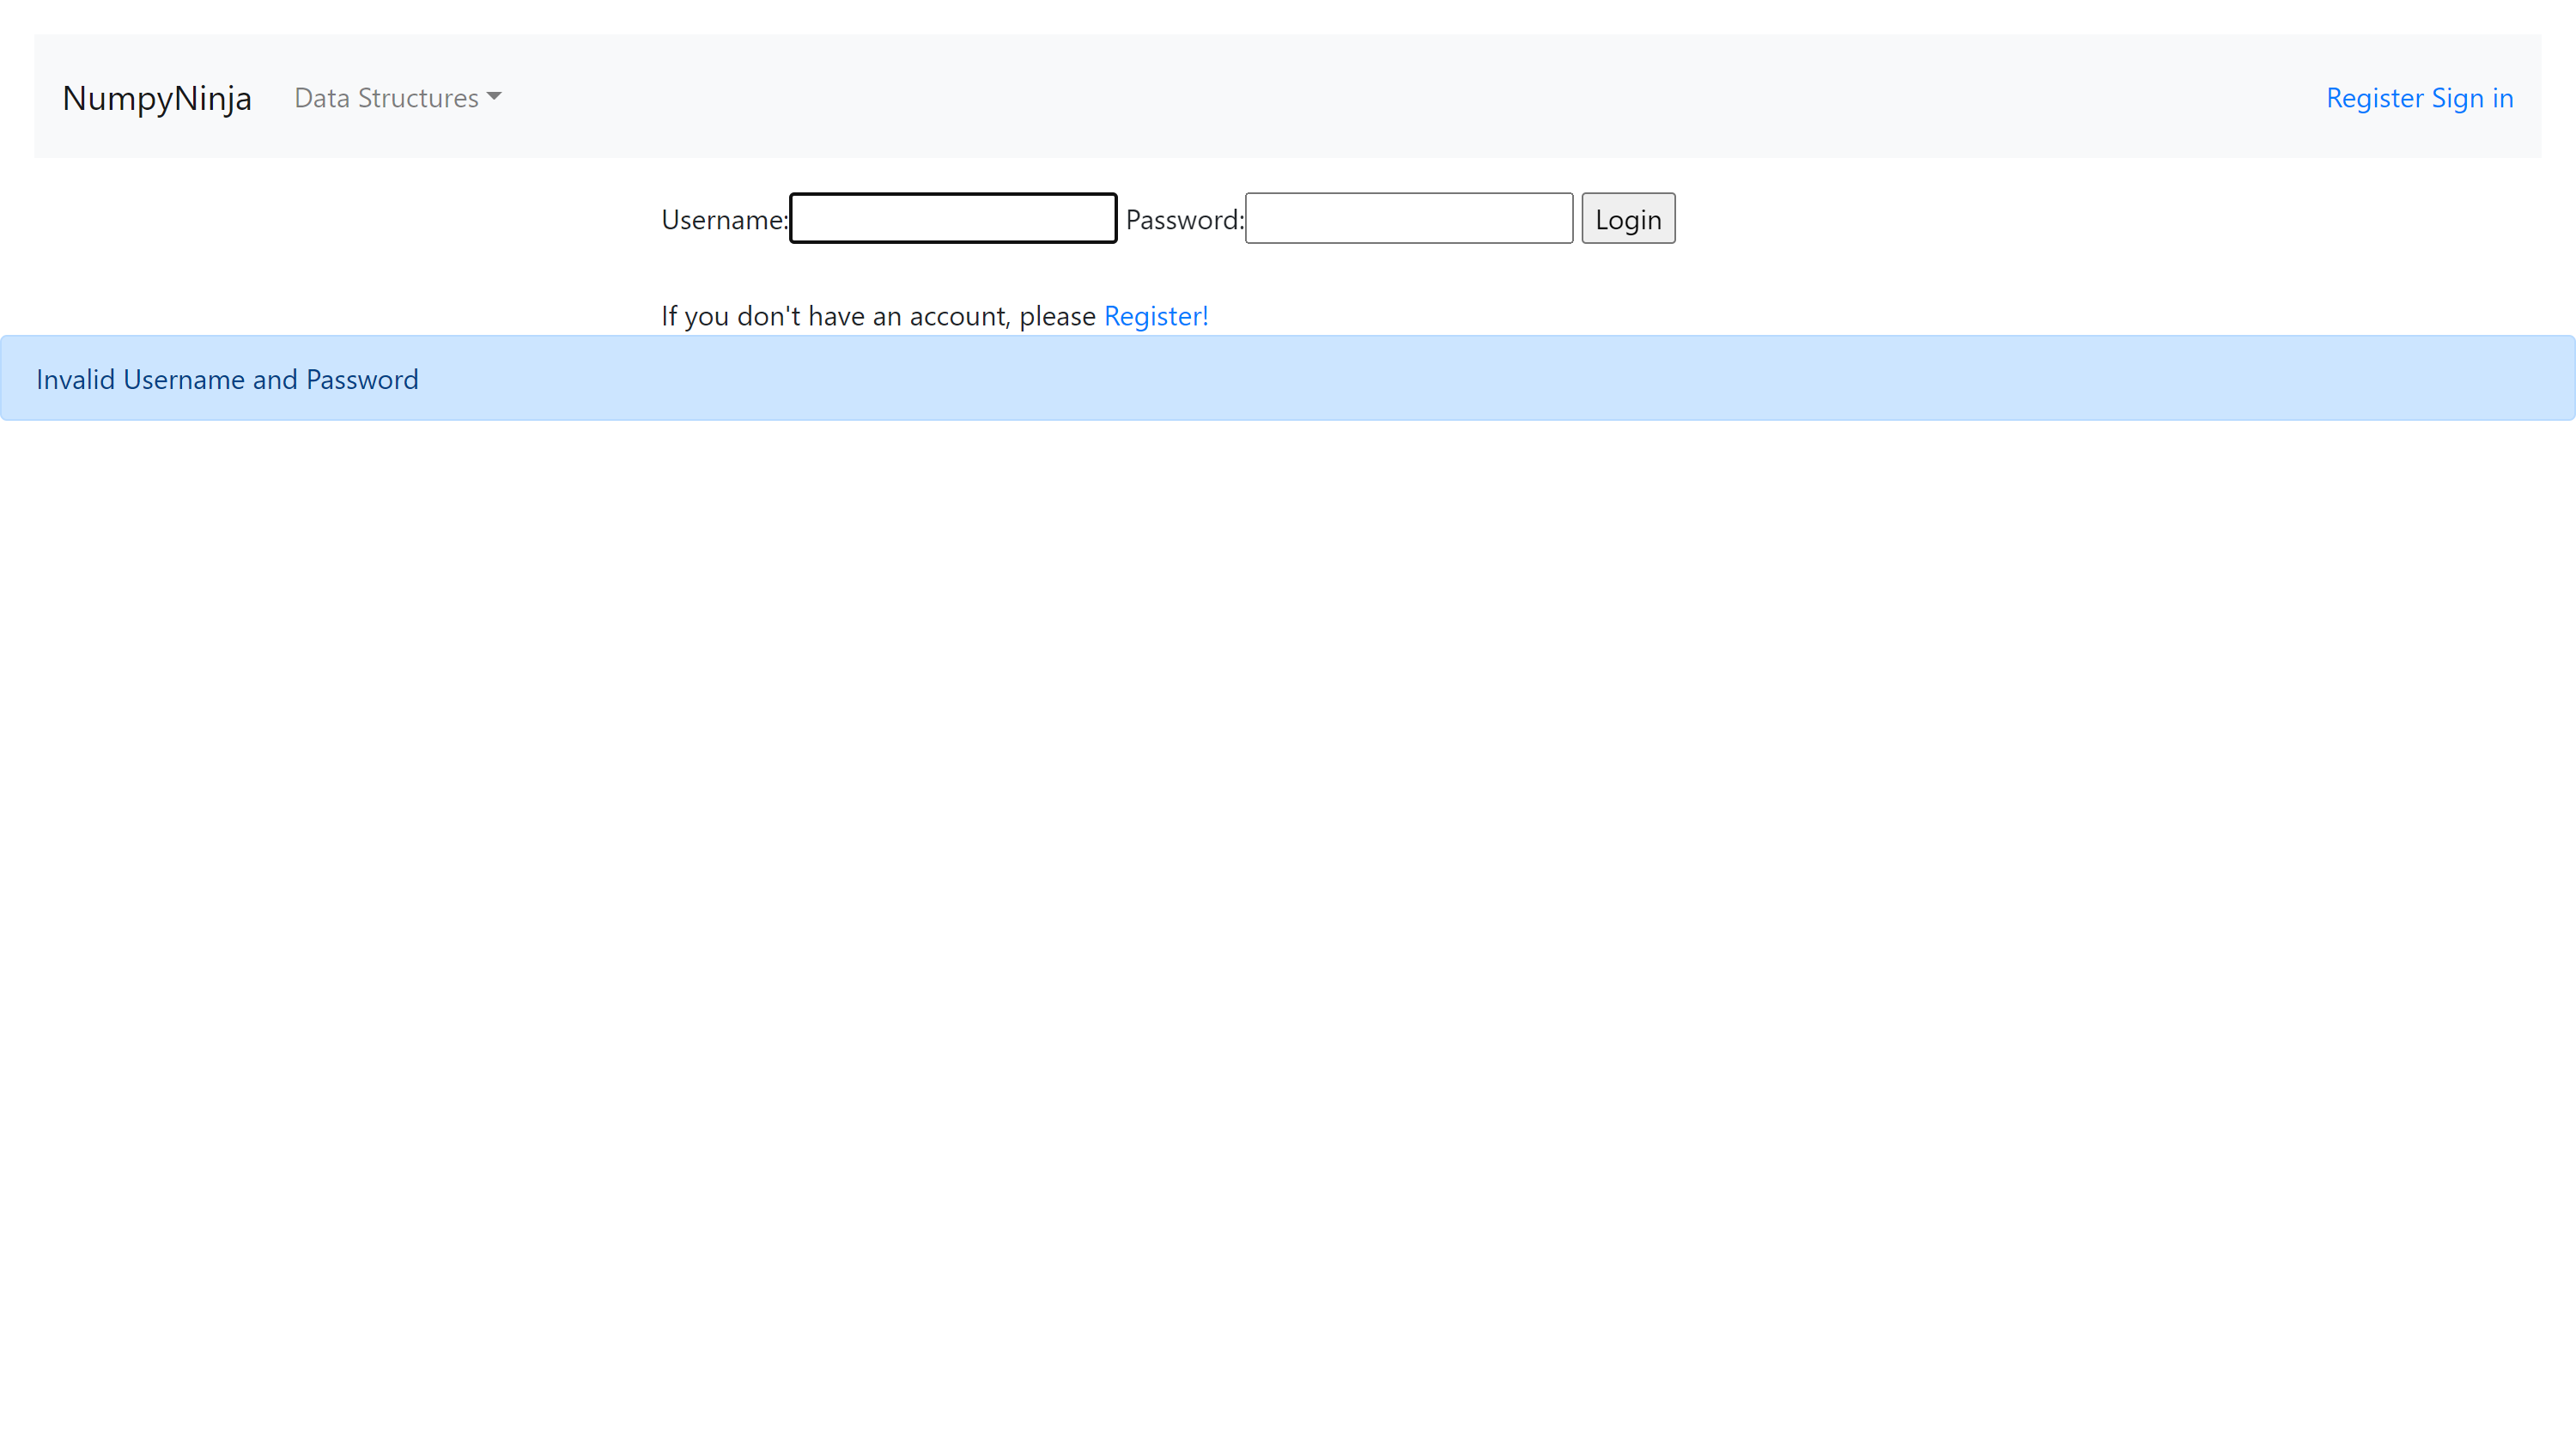 NumpyNinja Data Structures Register Sign in
Username: Password: Login
If you don't have an account, please Register!
Invalid Username and Password